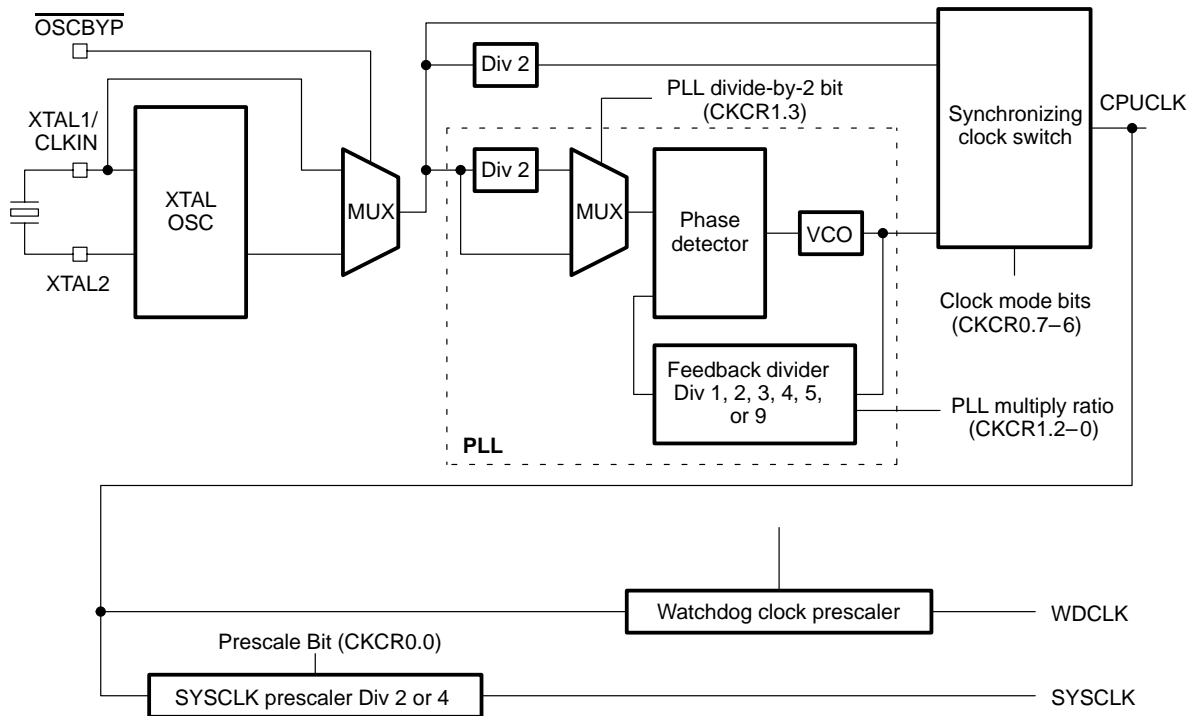 OSCBYP
XTAL1/
CLKIN
XTAL2
XTAL
OSC
MUX
Div 2
PLL divide-by-2 bit
(CKCR1.3)
Div 2
MUX
Phase
detector
VCO
Feedback divider
Div 1, 2, 3, 4, 5,
or 9
PLL
Synchronizing
clock switch
CPUCLK
Clock mode bits
(CKCR0.7–6)
PLL multiply ratio
(CKCR1.2–0)
Watchdog clock prescaler
WDCLK
Prescale Bit (CKCR0.0)
SYSCLK prescaler Div 2 or 4
SYSCLK